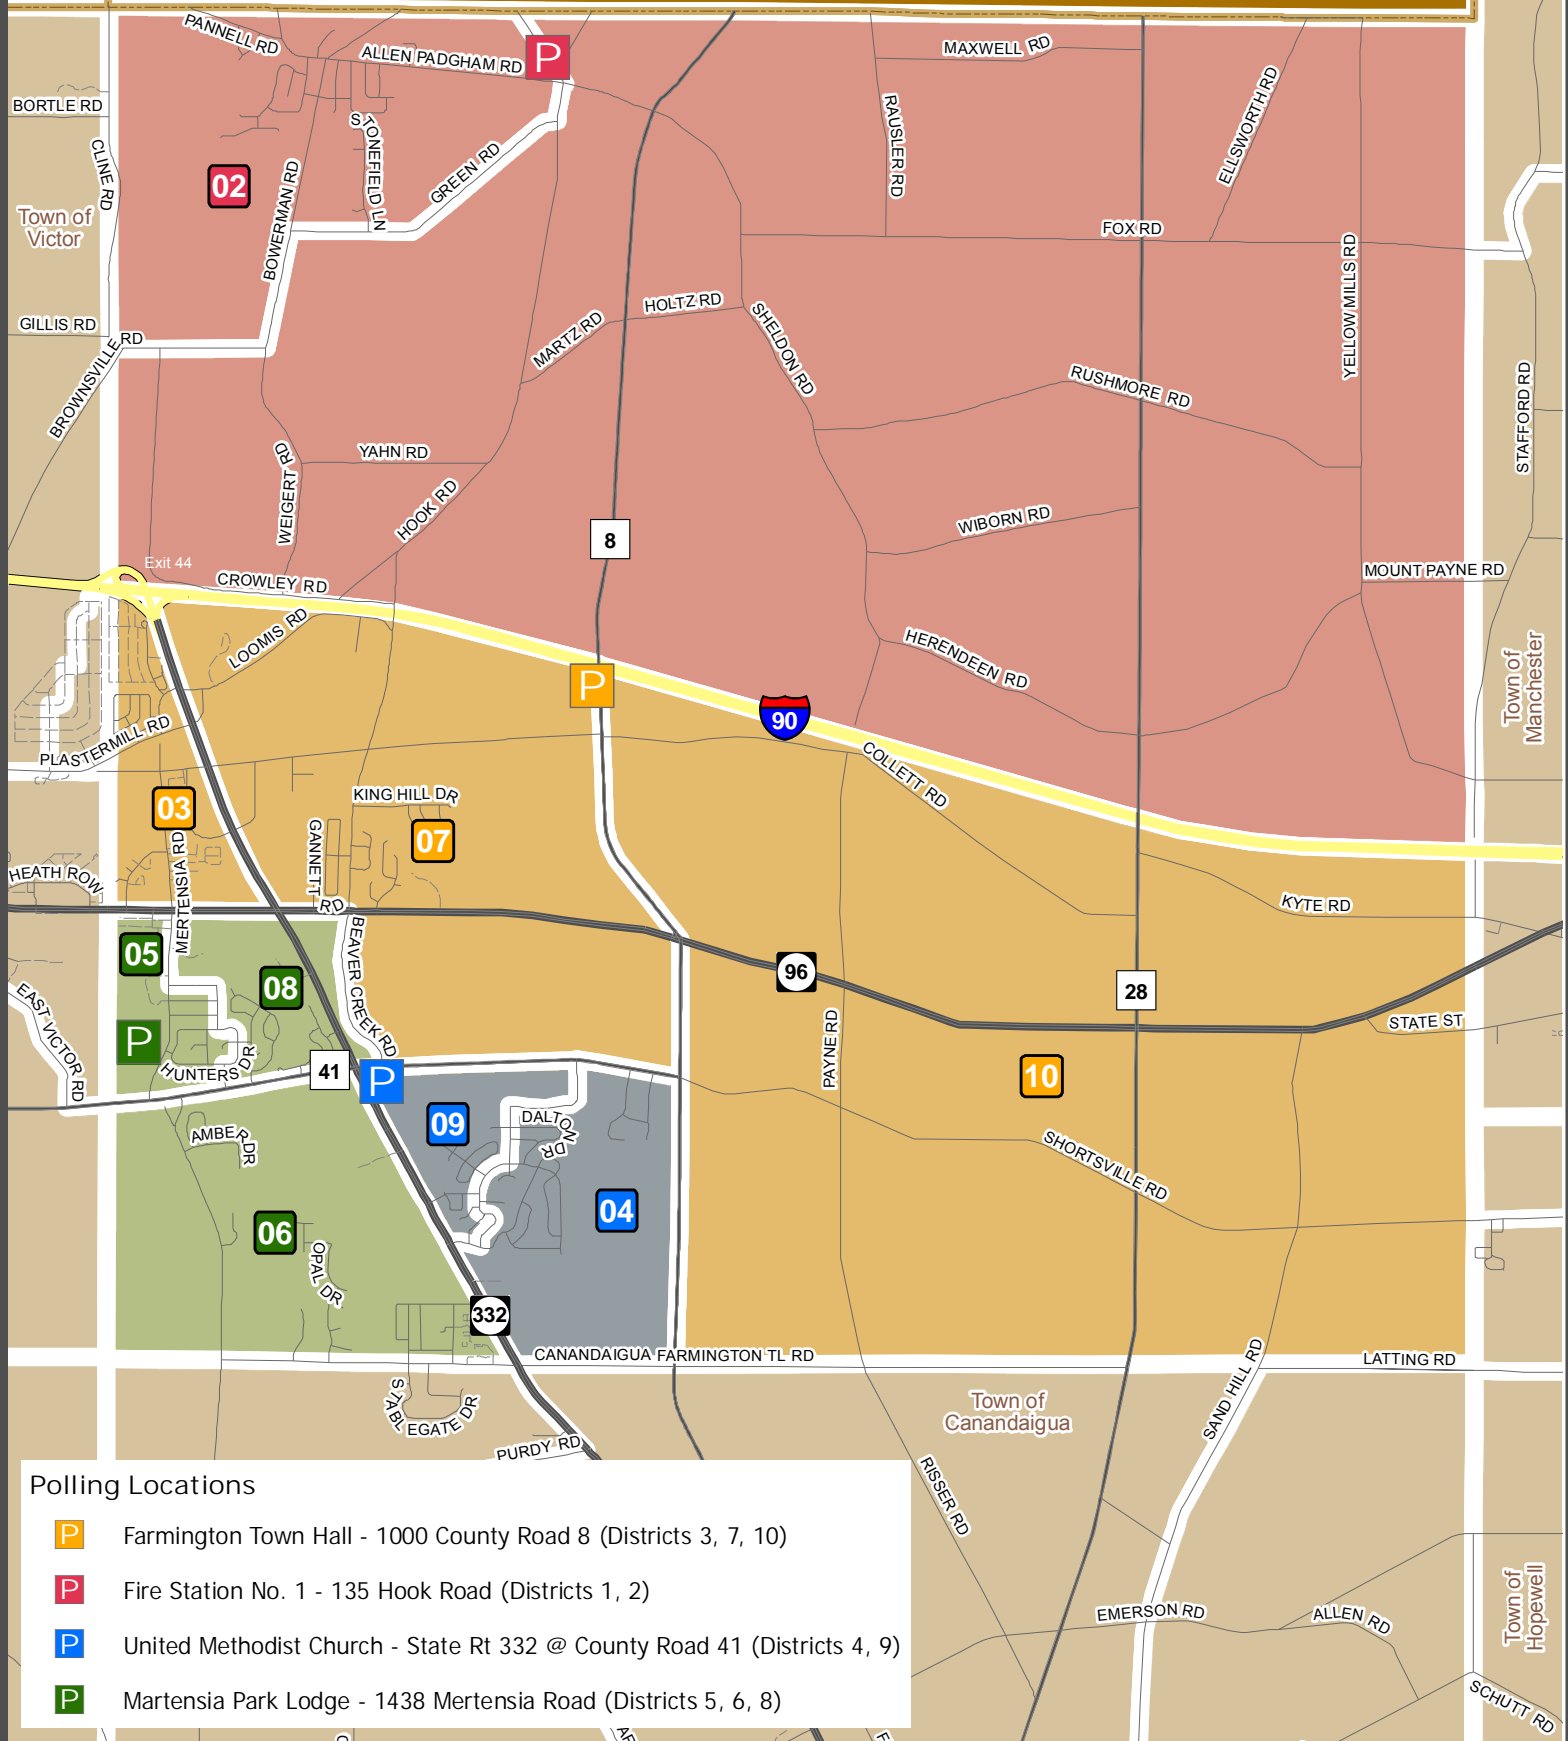 PANNELL RD
ALLEN PADGHAM RD
P
MAXWELL RD
BORTLE RD
CLINE RD
STONEFIELD LN
GREEN RD
RAUSLER RD
ELLSWORTH RD
02
BOWERMAN RD
Town of
Victor
FOX RD
YELLOW MILLS RD
GILLIS RD
BROWNSVILLE RD
MARTZ RD
HOLTZ RD
SHELDON RD
RUSHMORE RD
STAFFORD RD
WEIGERT RD
YAHN RD
HOOK RD
8
WIBORN RD
Exit 44
CROWLEY RD
MOUNT PAYNE RD
LOOMIS RD
HERENDEEN RD
Town of
Manchester
P
90
PLASTERMILL RD
COLLETT RD
03
KING HILL DR
GANNETT RD
07
MERTENSIA RD
HEATH ROW
KYTE RD
05
08
BEAVER CREEK RD
96
28
EAST VICTOR RD
P
HUNTERS DR
41
P
PAYNE RD
STATE ST
10
09
DALTON DR
AMBER DR
SHORTSVILLE RD
06
04
OPAL DR
332
CANANDAIGUA FARMINGTON TL RD
LATTING RD
SAND HILL RD
STABLEGATE DR
Town of
Canandaigua
PURDY RD
RISSER RD
Polling Locations
P Farmington Town Hall - 1000 County Road 8 (Districts 3, 7, 10)
P Fire Station No. 1 - 135 Hook Road (Districts 1, 2)
P United Methodist Church - State Rt 332 @ County Road 41 (Districts 4, 9)
P Martensia Park Lodge - 1438 Mertensia Road (Districts 5, 6, 8)
EMERSON RD
ALLEN RD
Town of
Hopewell
SCHUTT RD